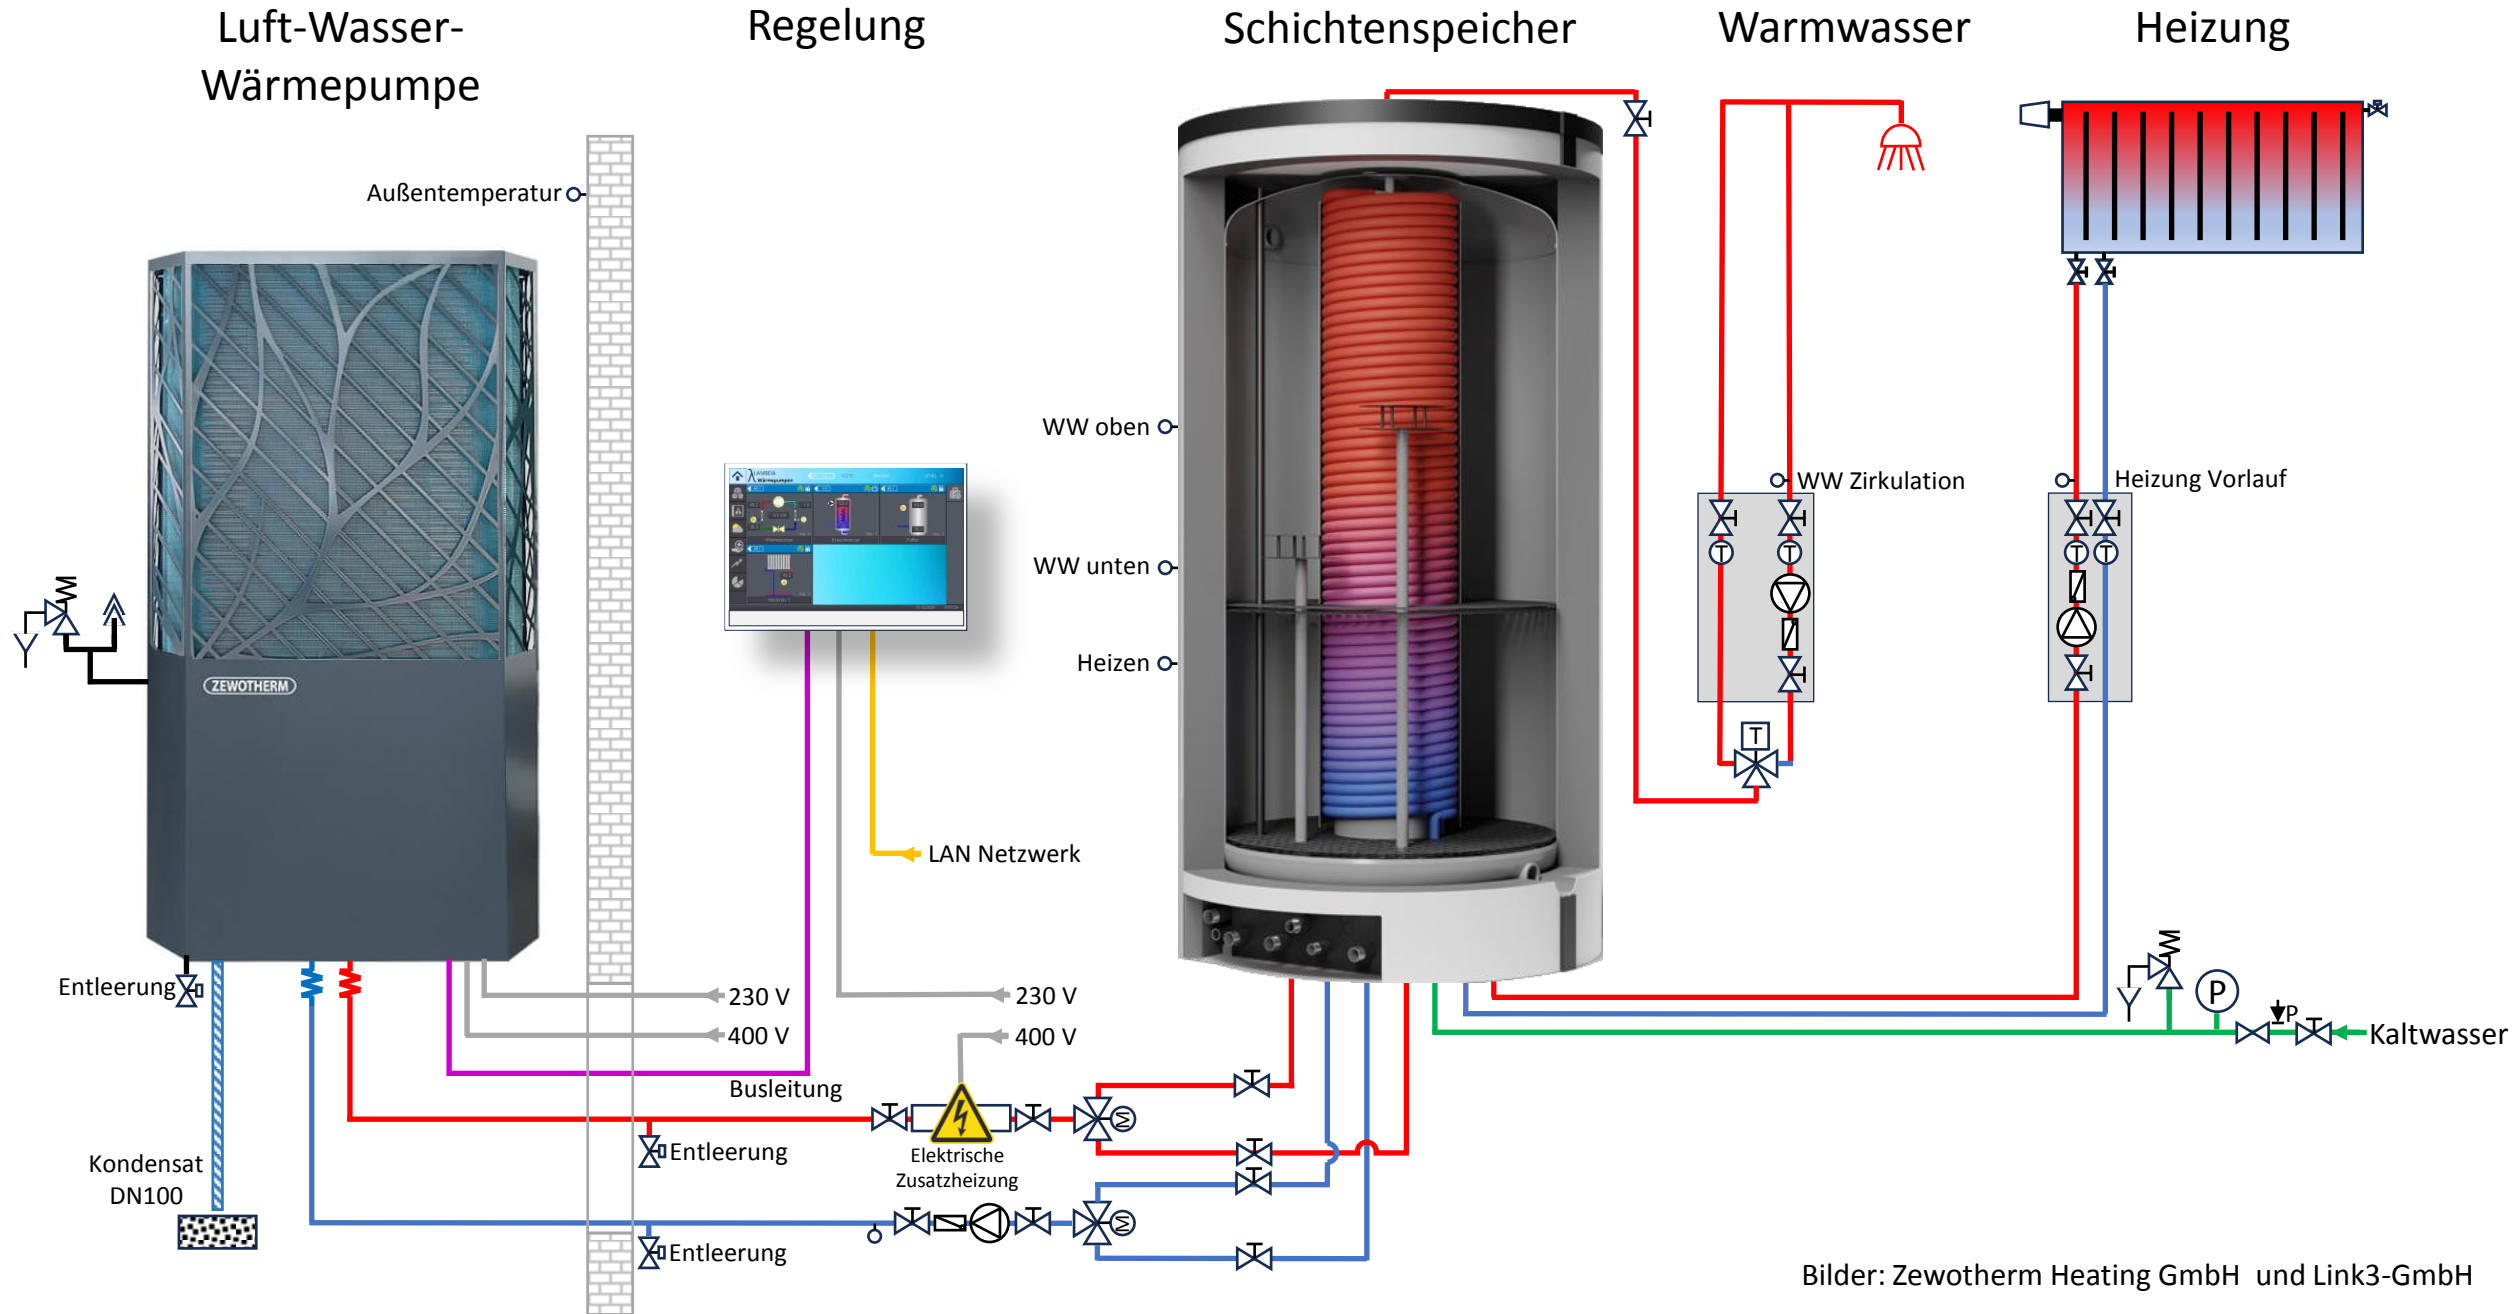 Luft-Wasser-
Wärmepumpe
Regelung
Schichtenspeicher
Warmwasser
Heizung
Außentemperatur
WW oben
WW unten
Heizen
WW Zirkulation
Heizung Vorlauf
LAMBDA
Wärmepumpen
ZEWOTHERM
T
T
T
T
T
LAN Netzwerk
Entleerung
230 V
400 V
230 V
400 V
P
P
Kaltwasser
Busleitung
M
Entleerung
Elektrische
Zusatzheizung
Kondensat
DN100
M
Entleerung
Bilder: Zewotherm Heating GmbH und Link3-GmbH